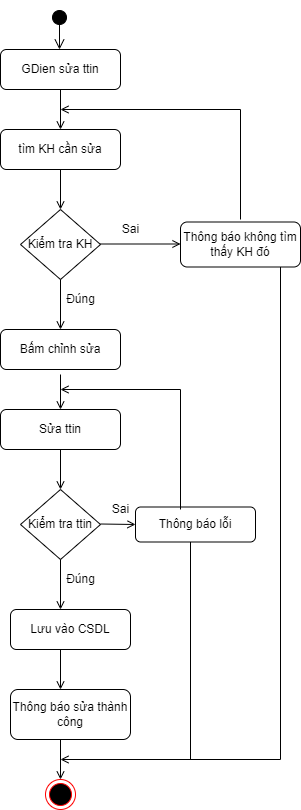 GDien sửa ttin
tìm KH cần sửa
Kiểm tra KH
Sai
Thông báo không tìm
thấy KH đó
Đúng
Bấm chỉnh sửa
Sửa ttin
Kiểm tra ttin
Sai
Thông báo lỗi
Đúng
Lưu vào CSDL
Thông báo sửa thành
công